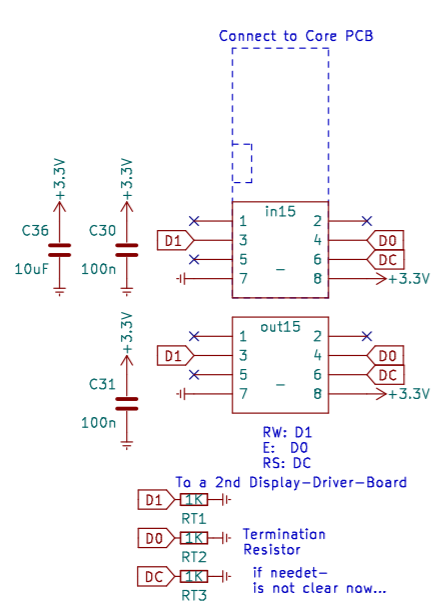 Connect to Core PCB
+3.3V
+3.3V
in15
C36
C30
1
2
D1
3
4
D0
5
6
DC
10uF
100n
7
8
+3.3V
+3.3V
out15
1
2
D1
3
4
D0
C31
5
6
DC
100n
7
8
+3.3V
RW: D1
E: D0
RS: DC
To a 2nd Display-Driver-Board
D1
1K
RT1
D0
1K
Termination
RT2
Resistor
DC
1K
if needet-
RT3
is not clear now...